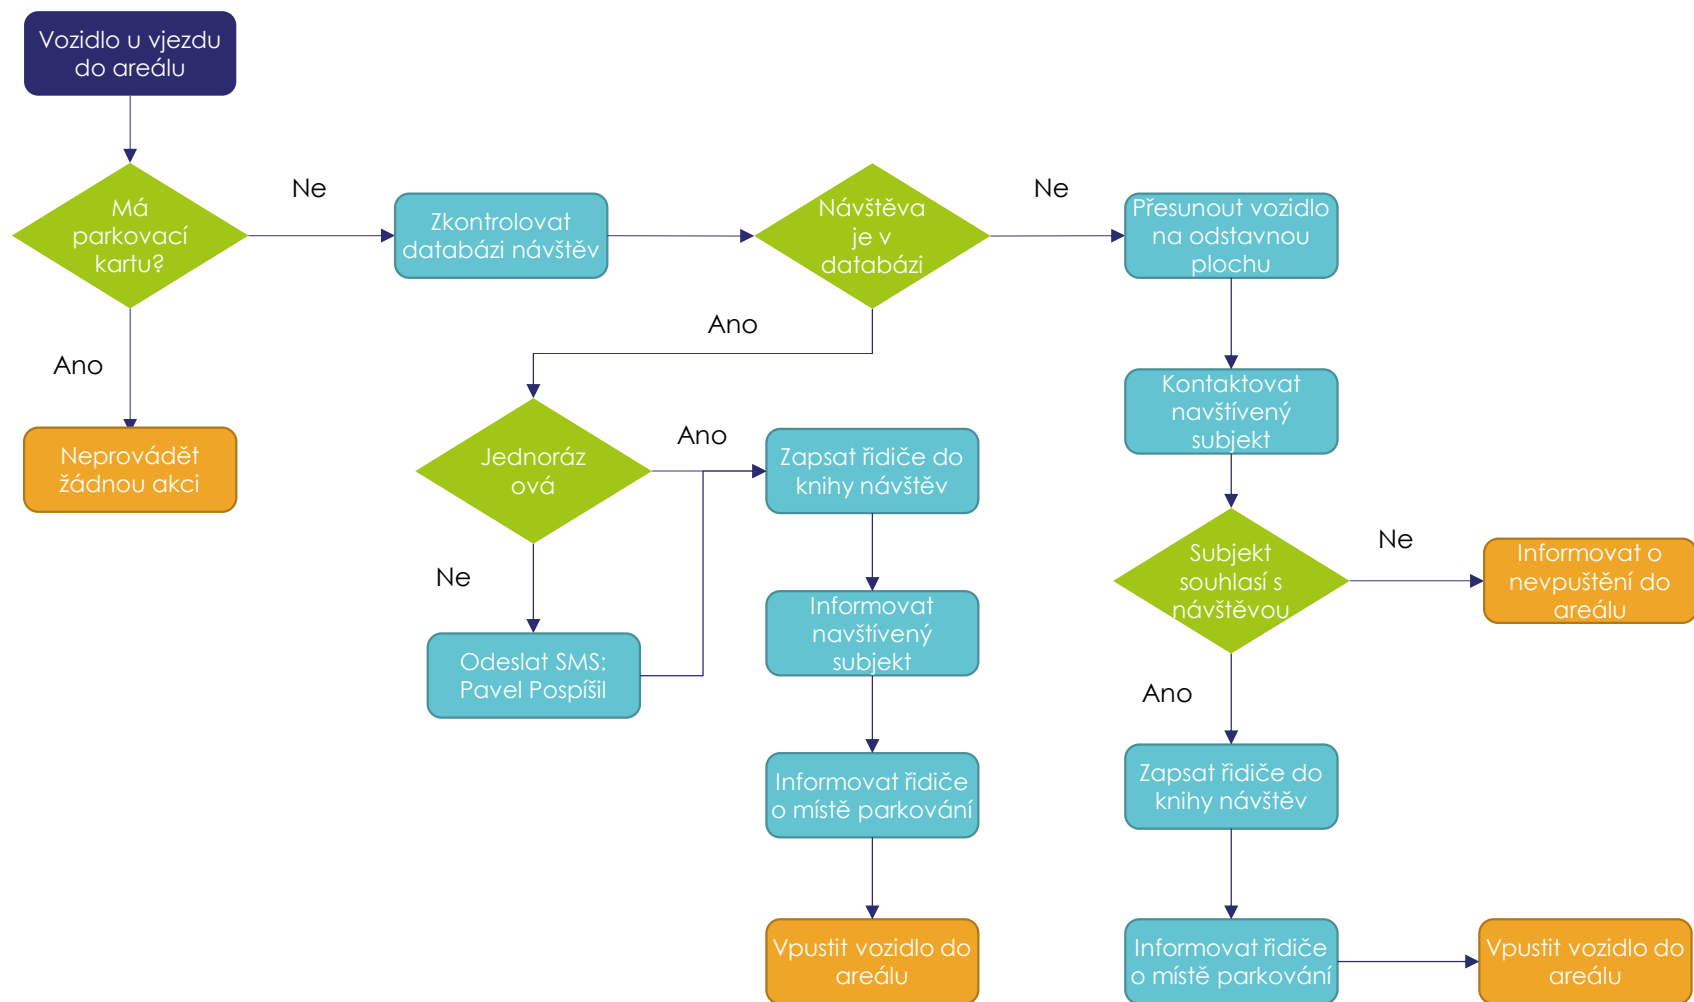 Vozidlo u vjezdu
do areálu
Má
parkovací
kartu?
Ne
Zkontrolovat
databázi návštěv
Návštěva
je v
databázi
Ne
Přesunout vozidlo
na odstavnou
plochu
Ano
Neprovádět
žádnou akci
Ano
Jednoráz
ová
Ano
Zapsat řidiče do
knihy návštěv
Ne
Odeslat SMS:
Pavel Pospíšil
Informovat
navštívený
subjekt
Informovat řidiče
o místě parkování
Vpustit vozidlo do
areálu
Kontaktovat
navštívený
subjekt
Subjekt
souhlasí s
návštěvou
Ne
Informovat o
nevpuštění do
areálu
Ano
Zapsat řidiče do
knihy návštěv
Informovat řidiče
o místě parkování
Vpustit vozidlo do
areálu